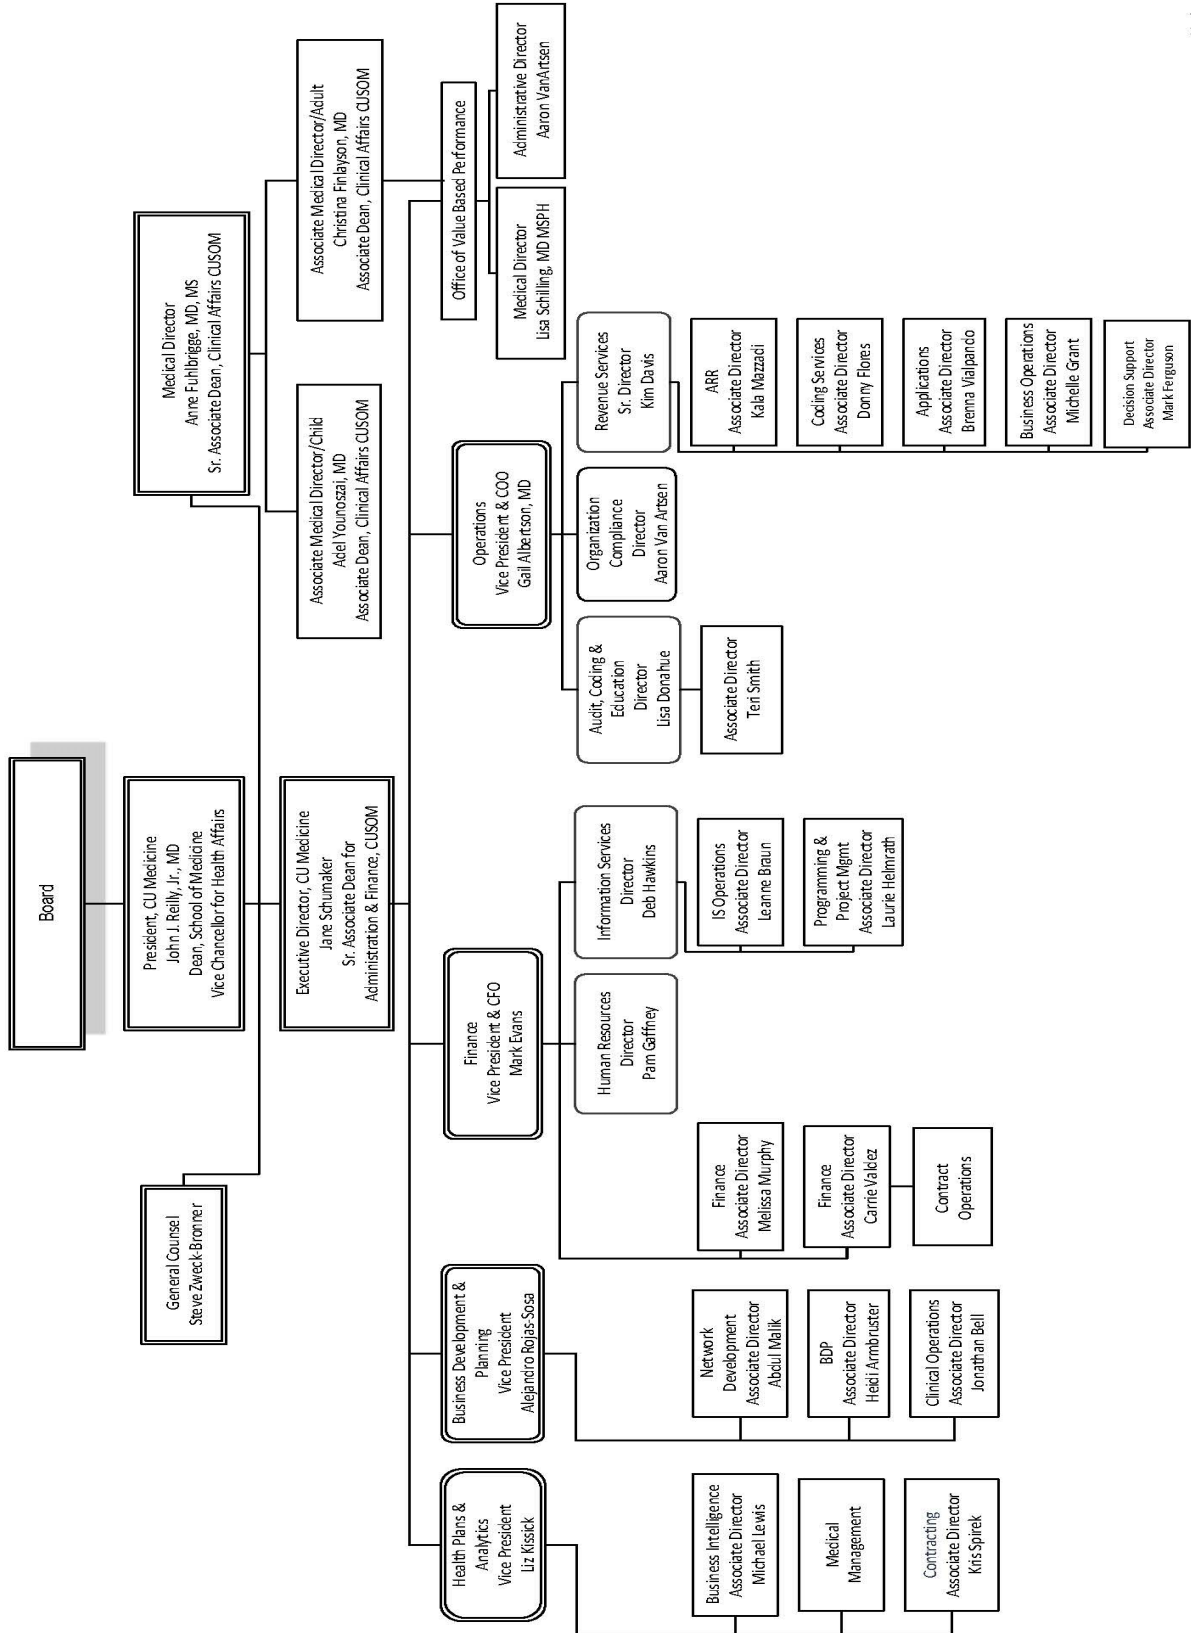 Board
President, CU Medicine
John J. Reilly, Jr., MD
Dean, School of Medicine
Vice Chancellor for Health Affairs
General Counsel
Steve Zweck-Bronner
Medical Director
Anne Fuhlbrigge, MD, MS
Sr. Associate Dean, Clinical Affairs CUSOM
Executive Director, CU Medicine
Jane Schumaker
Sr. Associate Dean for
Administration & Finance, CUSOM
Associate Medical Director/Child
Adel Younoszai, MD
Associate Dean, Clinical Affairs CUSOM
Associate Medical Director/Adult
Christina Finlayson, MD
Associate Dean, Clinical Affairs CUSOM
Health Plans &
Analytics
Vice President
Liz Kissick
Business Development &
Planning
Vice President
Alejandro Rojas-Sosa
Finance
Vice President & CFO
Mark Evans
Operations
Vice President & COO
Gail Albertson, MD
Office of Value Based Performance
Medical Director
Lisa Schilling, MD MSPH
Administrative Director
Aaron VanArtsen
Human Resources
Director
Pam Gaffney
Information Services
Director
Deb Hawkins
Audit, Coding &
Education
Director
Lisa Donahue
Organization
Compliance
Director
Aaron Van Artsen
Revenue Services
Sr. Director
Kim Davis
Business Intelligence
Associate Director
Michael Lewis
Medical
Management
Contracting
Associate Director
Kris Spirek
Network
Development
Associate Director
Abdul Malik
BDP
Associate Director
Heidi Armbruster
Clinical Operations
Associate Director
Jonathan Bell
Finance
Associate Director
Melissa Murphy
Finance
Associate Director
Carrie Valdez
Contract
Operations
IS Operations
Associate Director
Leanne Braun
Programming &
Project Mgmt
Associate Director
Laurie Helmrath
Associate Director
Teri Smith
ARR
Associate Director
Kala Mazzadi
Coding Services
Associate Director
Donny Flores
Applications
Associate Director
Brenna Vialpando
Business Operations
Associate Director
Michelle Grant
Decision Support
Associate Director
Mark Ferguson